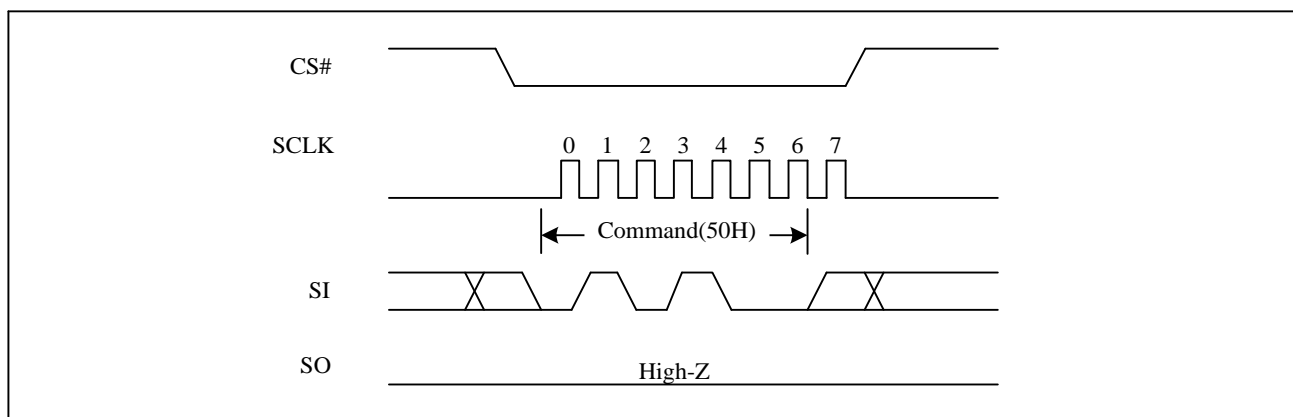 CS#
SCLK
0 1 2 3 4 5 6 7
Command(50H)
SI
SO
High-Z